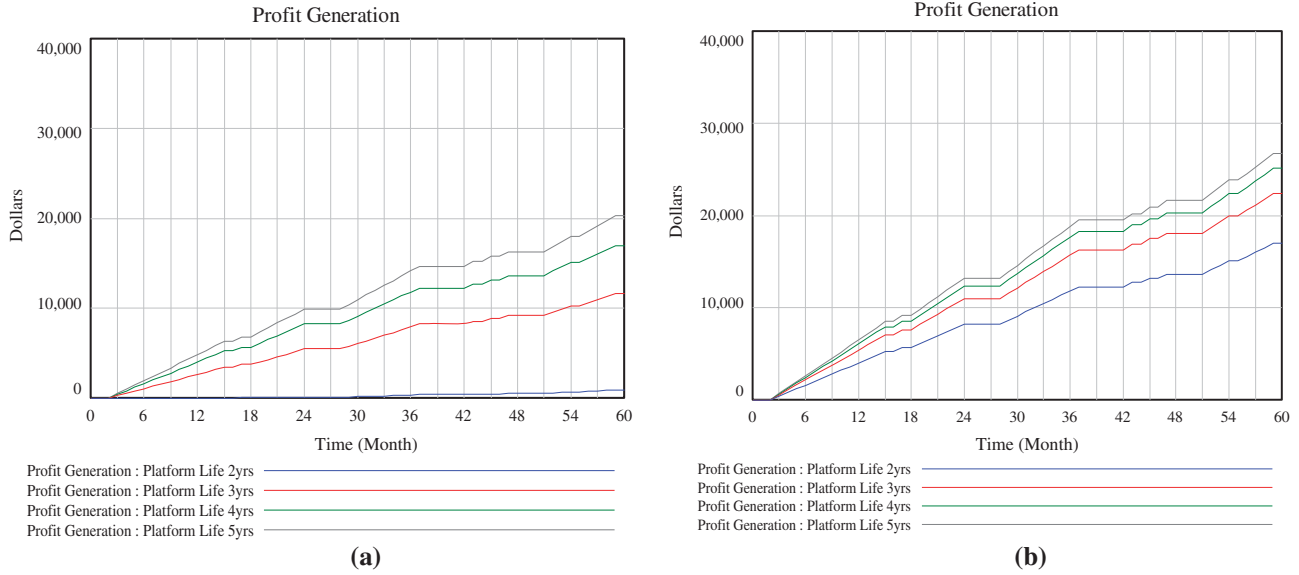 Profit Generation
40,000
30,000
20,000
10,000
0
Dollars
0 6 12 18 24 30 36 42 48 54 60
Time (Month)
Profit Generation : Platform Life 2yrs
Profit Generation : Platform Life 3yrs
Profit Generation : Platform Life 4yrs
Profit Generation : Platform Life 5yrs
(a)
Profit Generation
40,000
30,000
20,000
10,000
0
Dollars
0 6 12 18 24 30 36 42 48 54 60
Time (Month)
Profit Generation : Platform Life 2yrs
Profit Generation : Platform Life 3yrs
Profit Generation : Platform Life 4yrs
Profit Generation : Platform Life 5yrs
(b)